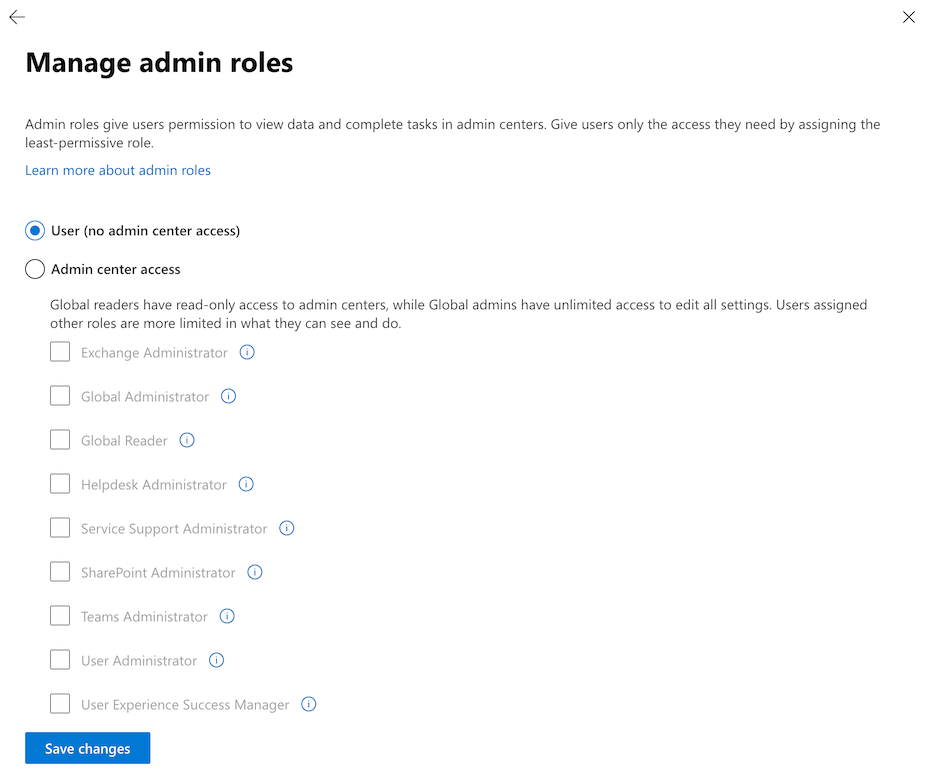 Manage admin roles
Admin roles give users permission to view data and complete tasks in admin centers. Give users only the access they need by assigning the
least-permissive role.
Learn more about admin roles
User (no admin center access)
Admin center access
Global readers have read-only access to admin centers, while Global admins have unlimited access to edit all settings. Users assigned
other roles are more limited in what they can see and do.
Exchange Administrator
Global Administrator
Global Reader
Helpdesk Administrator
Service Support Administrator
SharePoint Administrator
Teams Administrator
User Administrator
User Experience Success Manager
Save changes